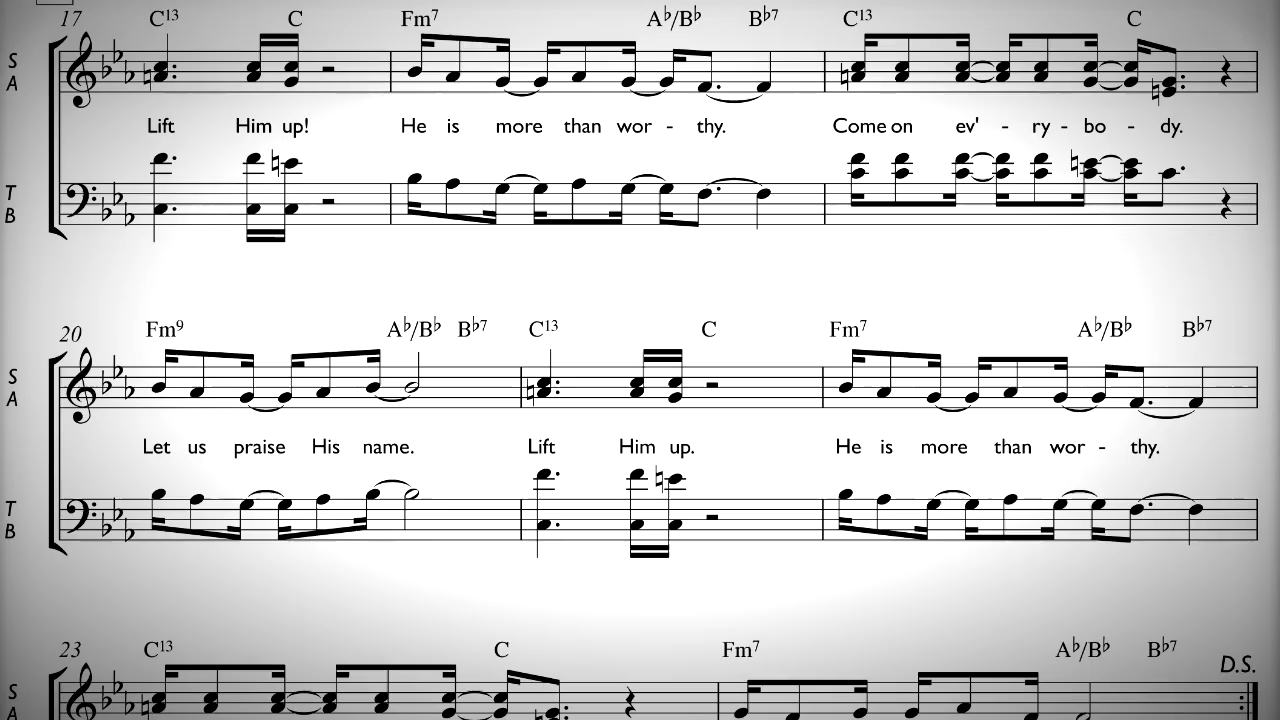 17 C13 C Fm7 A♭/B♭ B♭7 C13 C
S
A
Lift Him up! He is more than wor - thy. Come on ev' - ry - bo - dy.
T
B
20 Fm9 A♭/B♭ B♭7 C13 C Fm7 A♭/B♭ B♭7
S
A
Let us praise His name. Lift Him up. He is more than wor - thy.
T
B
23 C13 C Fm7 A♭/B♭ B♭7 D.S.
S
A